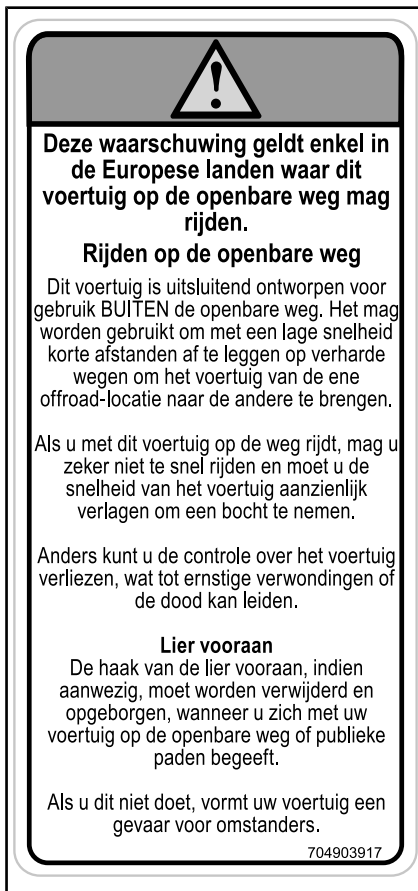 Deze waarschuwing geldt enkel in
de Europese landen waar dit
voertuig op de openbare weg mag
rijden.
Rijden op de openbare weg
Dit voertuig is uitsluitend ontworpen voor
gebruik BUITEN de openbare weg. Het mag
worden gebruikt om met een lage snelheid
korte afstanden af te leggen op verharde
wegen om het voertuig van de ene
offroad-locatie naar de andere te brengen.
Als u met dit voertuig op de weg rijdt, mag u
zeker niet te snel rijden en moet u de
snelheid van het voertuig aanzienlijk
verlagen om een bocht te nemen.
Anders kunt u de controle over het voertuig
verliezen, wat tot ernstige verwondingen of
de dood kan leiden.
Lier vooraan
De haak van de lier vooraan, indien
aanwezig, moet worden verwijderd en
opgeborgen, wanneer u zich met uw
voertuig op de openbare weg of publieke
paden begeeft.
Als u dit niet doet, vormt uw voertuig een
gevaar voor omstanders.
704903917